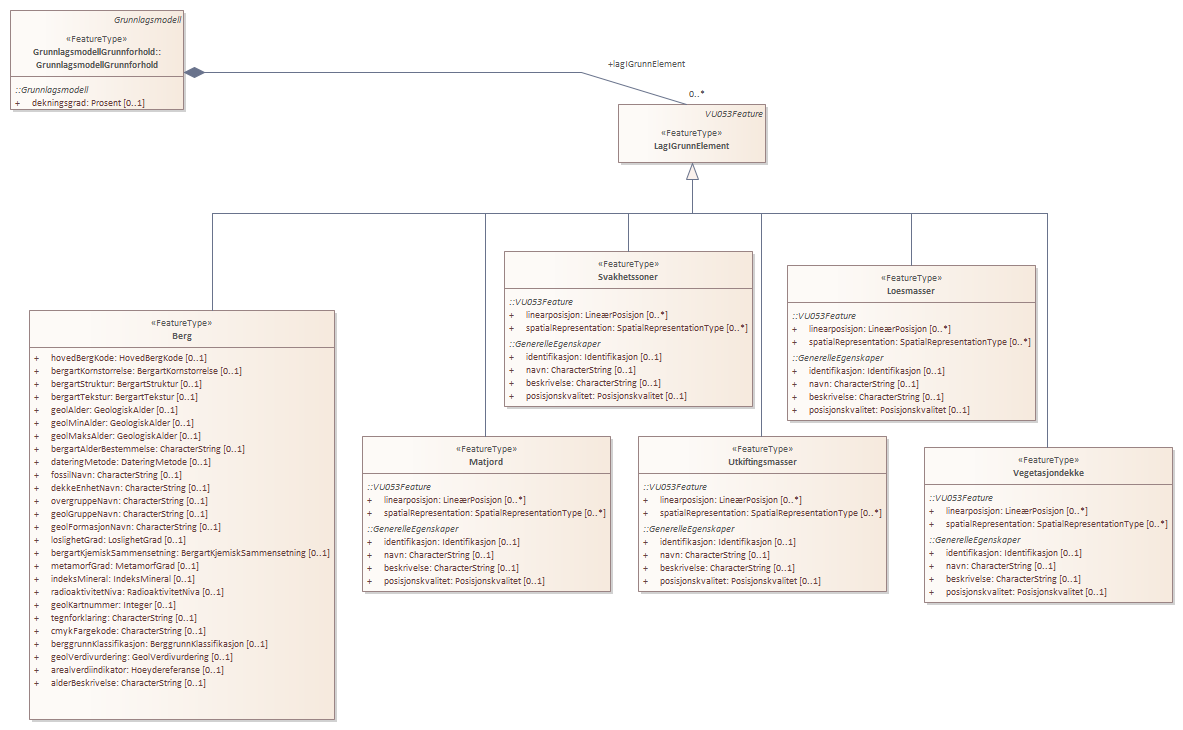 Grunnlagsmodell
«FeatureType»
GrunnlagsmodellGrunnforhold::
GrunnlagsmodellGrunnforhold
::Grunnlagsmodell
+ dekningsgrad: Prosent [0..1]
+lagIGrunnElement
0..*
VU053Feature
«FeatureType»
LagIGrunnElement
«FeatureType»
Berg
+ hovedBergKode: HovedBergKode [0..1]
+ bergartKornstorrelse: BergartKornstorrelse [0..1]
+ bergartStruktur: BergartStruktur [0..1]
+ bergartTekstur: BergartTekstur [0..1]
+ geolAlder: GeologiskAlder [0..1]
+ geolMinAlder: GeologiskAlder [0..1]
+ geolMaksAlder: GeologiskAlder [0..1]
+ bergartAlderBestemmelse: CharacterString [0..1]
+ dateringMetode: DateringMetode [0..1]
+ fossilNavn: CharacterString [0..1]
+ dekkeEnhetNavn: CharacterString [0..1]
+ overgruppeNavn: CharacterString [0..1]
+ geolGruppeNavn: CharacterString [0..1]
+ geolFormasjonNavn: CharacterString [0..1]
+ loslighetGrad: LoslighetGrad [0..1]
+ bergartKjemiskSammensetning: BergartKjemiskSammensetning [0..1]
+ metamorfGrad: MetamorfGrad [0..1]
+ indeksMineral: IndeksMineral [0..1]
+ radioaktivitetNiva: RadioaktivitetNiva [0..1]
+ geolKartnummer: Integer [0..1]
+ tegnforklaring: CharacterString [0..1]
+ cmykFargekode: CharacterString [0..1]
+ berggrunnKlassifikasjon: BerggrunnKlassifikasjon [0..1]
+ geolVerdivurdering: GeolVerdivurdering [0..1]
+ arealverdiindikator: Hoeydereferanse [0..1]
+ alderBeskrivelse: CharacterString [0..1]
«FeatureType»
Matjord
::VU053Feature
+ linearposisjon: LineærPosisjon [0..*]
+ spatialRepresentation: SpatialRepresentationType [0..*]
::GenerelleEgenskaper
+ identifikasjon: Identifikasjon [0..1]
+ navn: CharacterString [0..1]
+ beskrivelse: CharacterString [0..1]
+ posisjonskvalitet: Posisjonskvalitet [0..1]
«FeatureType»
Svakhetssoner
::VU053Feature
+ linearposisjon: LineærPosisjon [0..*]
+ spatialRepresentation: SpatialRepresentationType [0..*]
::GenerelleEgenskaper
+ identifikasjon: Identifikasjon [0..1]
+ navn: CharacterString [0..1]
+ beskrivelse: CharacterString [0..1]
+ posisjonskvalitet: Posisjonskvalitet [0..1]
«FeatureType»
Utkiftingsmasser
::VU053Feature
+ linearposisjon: LineærPosisjon [0..*]
+ spatialRepresentation: SpatialRepresentationType [0..*]
::GenerelleEgenskaper
+ identifikasjon: Identifikasjon [0..1]
+ navn: CharacterString [0..1]
+ beskrivelse: CharacterString [0..1]
+ posisjonskvalitet: Posisjonskvalitet [0..1]
«FeatureType»
Loesmasser
::VU053Feature
+ linearposisjon: LineærPosisjon [0..*]
+ spatialRepresentation: SpatialRepresentationType [0..*]
::GenerelleEgenskaper
+ identifikasjon: Identifikasjon [0..1]
+ navn: CharacterString [0..1]
+ beskrivelse: CharacterString [0..1]
+ posisjonskvalitet: Posisjonskvalitet [0..1]
«FeatureType»
Vegetasjondekke
::VU053Feature
+ linearposisjon: LineærPosisjon [0..*]
+ spatialRepresentation: SpatialRepresentationType [0..*]
::GenerelleEgenskaper
+ identifikasjon: Identifikasjon [0..1]
+ navn: CharacterString [0..1]
+ beskrivelse: CharacterString [0..1]
+ posisjonskvalitet: Posisjonskvalitet [0..1]